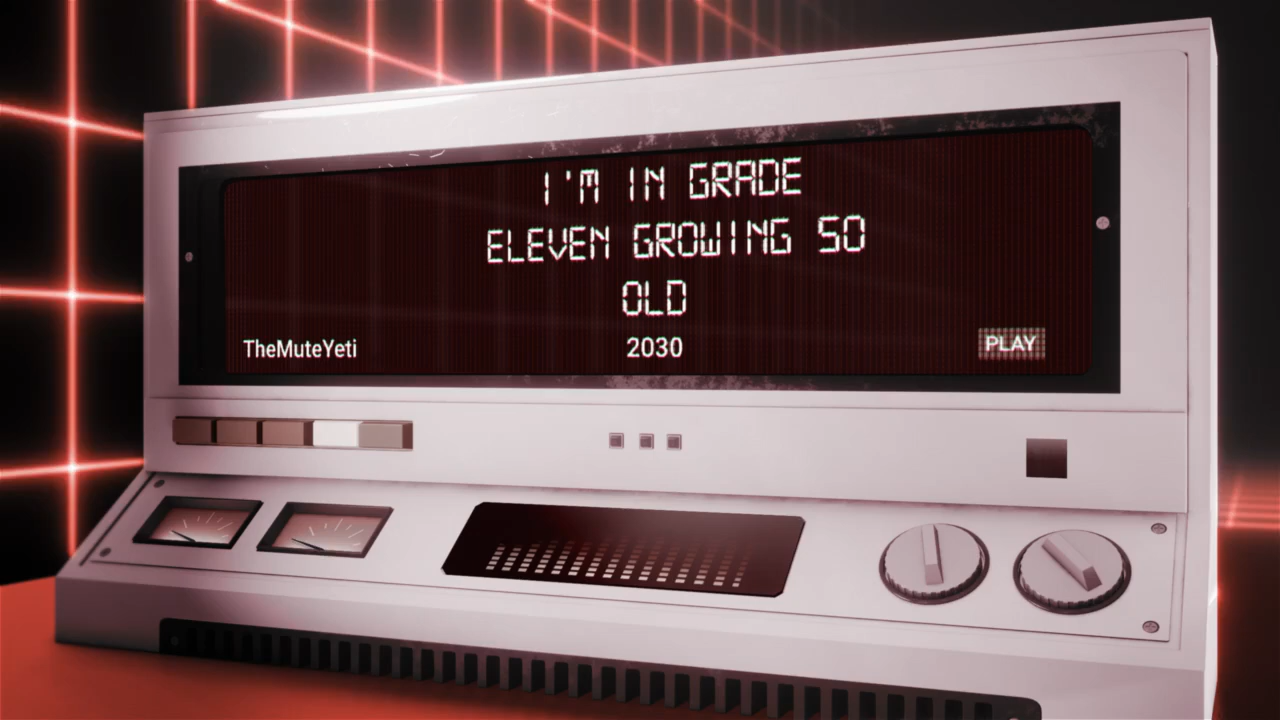 I'M IN GRADE
ELEVEN GROWING SO
OLD
TheMuteYeti
2030
PLAY